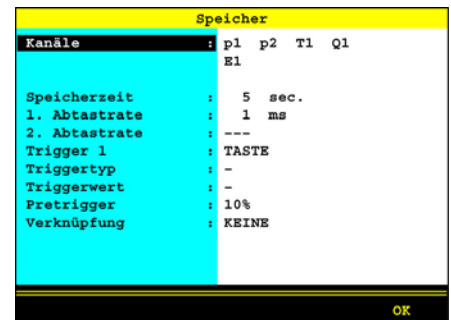 Speicher
Kanäle : p1 p2 T1 Q1
E1
Speicherzeit : 5 sec.
1. Abtastrate : 1 ms
2. Abtastrate : ---
Trigger 1 : TASTE
Triggertyp : -
Triggerwert : -
Pretrigger : 10%
Verknüpfung : KEINE
OK